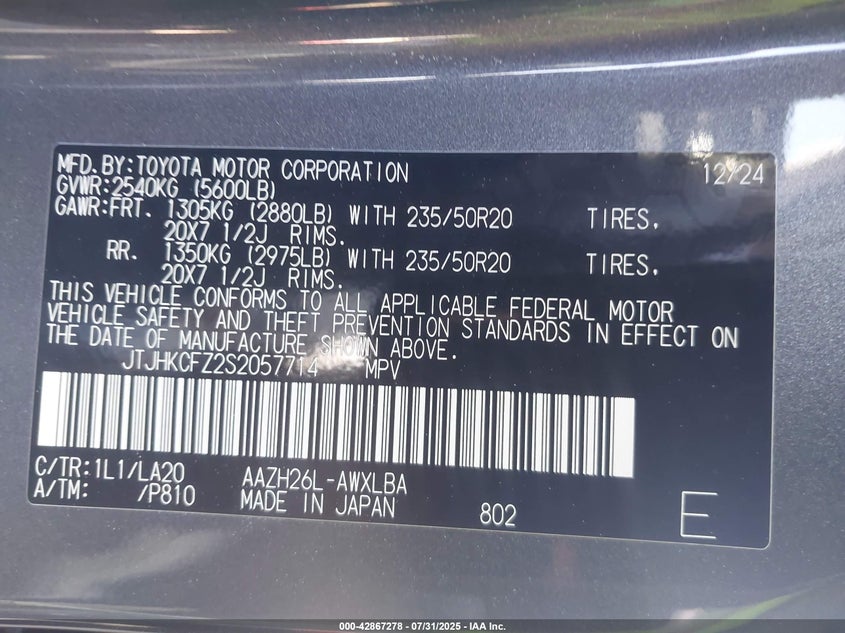 MFD.BY:TOYOTA MOTOR CORPORATION 12/24
GVWR:2540KG (5600LB)
GAWR:FRT. 1305KG (2880LB) WITH 235/50R20 TIRES,
20X7 1/2J RIMS.
RR. 1350KG (2975LB) WITH 235/50R20 TIRES.
20X7 1/2J RIMS.
THIS VEHICLE CONFORMS TO ALL APPLICABLE FEDERAL MOTOR
VEHICLE SAFETY AND THEFT PREVENTION STANDARDS IN EFFECT ON
THE DATE OF MANUFACTURE SHOWN ABOVE.
JTJHKCFZ2S2057714 MPV
C/TR:1L1/LA20 AAZH26L-AWXLBA
A/TM: /P810 MADE IN JAPAN 802 E
000-42867278 - 07/31/2025 - IAA Inc.